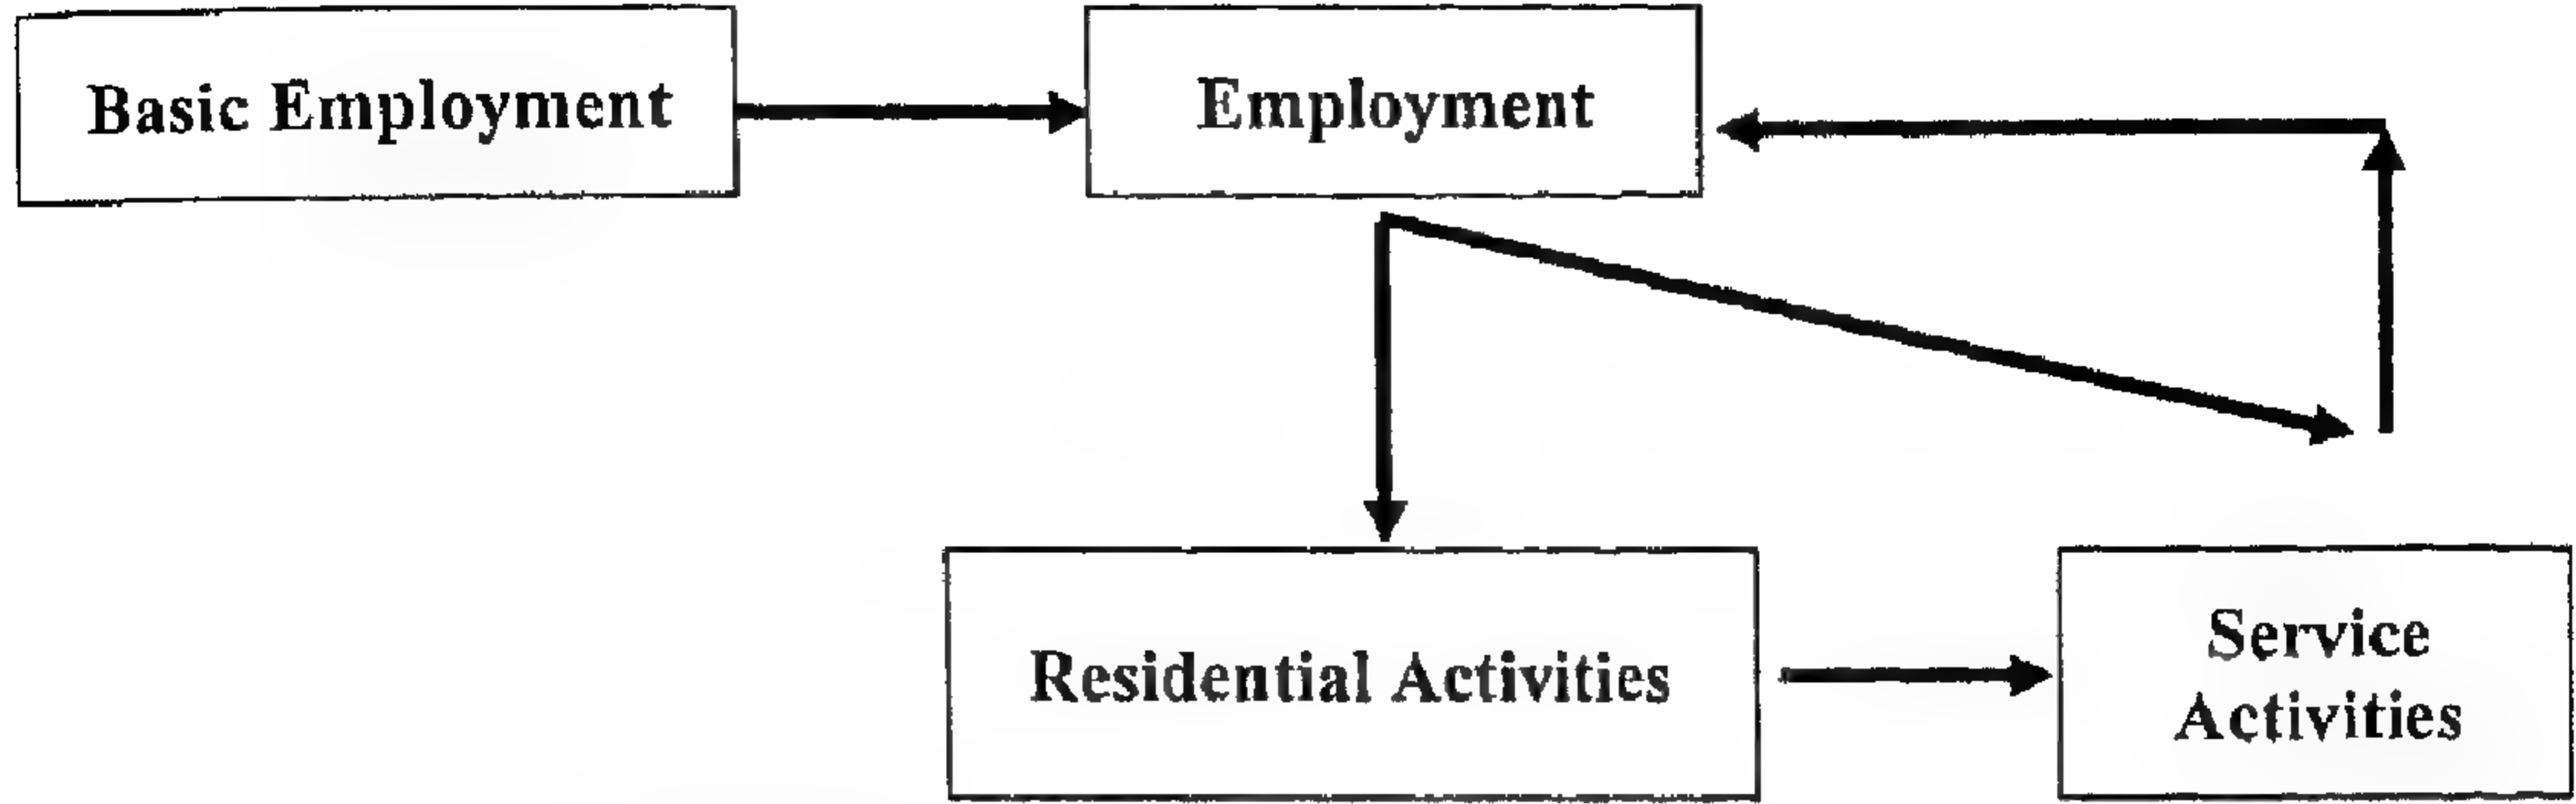 Basic Employment
Employment
Residential Activities
Service
Activities